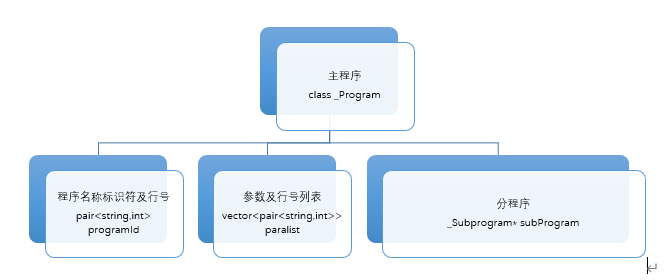 主程序
class _Program
程序名称标识符及行号
pair<string.int>
programId
参数及行号列表
vector<pair<string.int>>
paralist
分程序
_Subprogram* subProgram